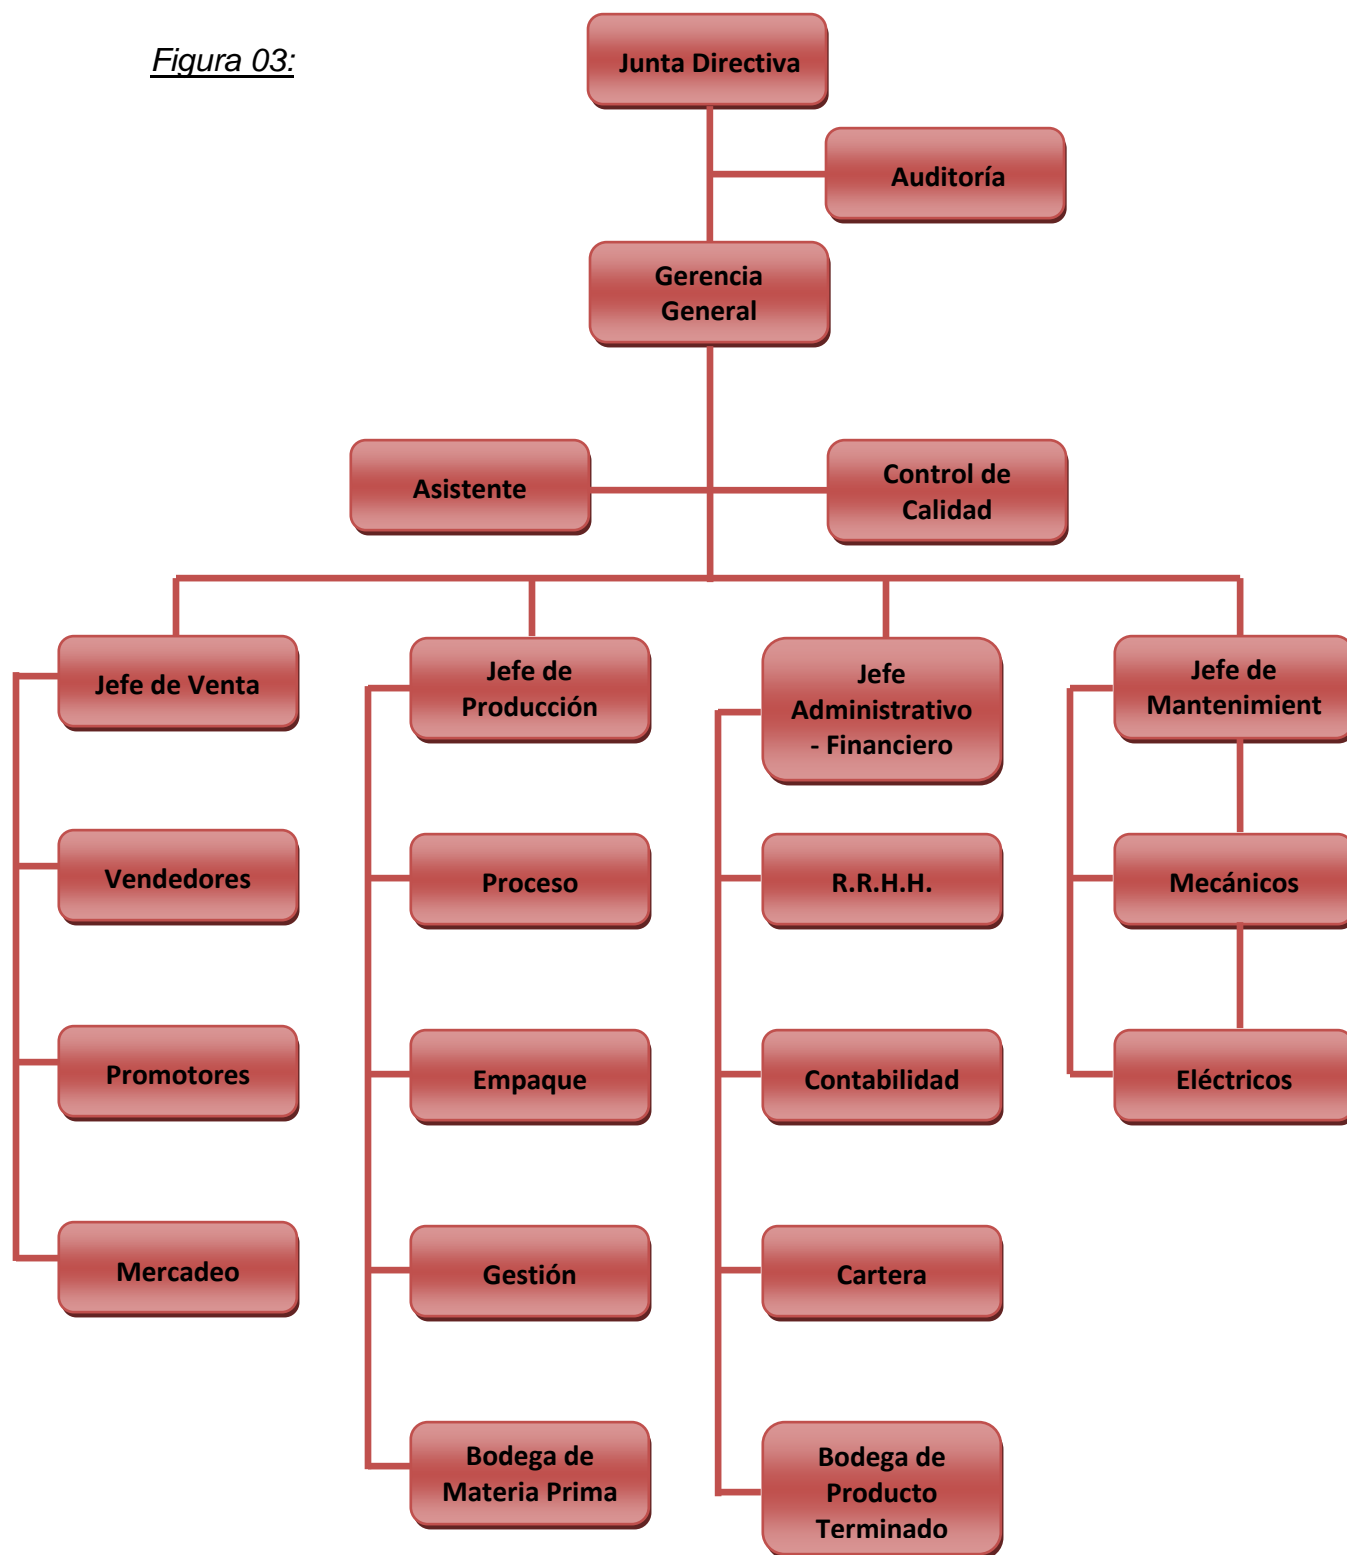 Figura 03:
Junta Directiva
Auditoría
Gerencia
General
Asistente
Control de
Calidad
Jefe de Venta
Jefe de
Producción
Jefe
Administrativo
- Financiero
Jefe de
Mantenimient
Vendedores
Proceso
R.R.H.H.
Mecánicos
Promotores
Empaque
Contabilidad
Eléctricos
Mercadeo
Gestión
Cartera
Bodega de
Materia Prima
Bodega de
Producto
Terminado